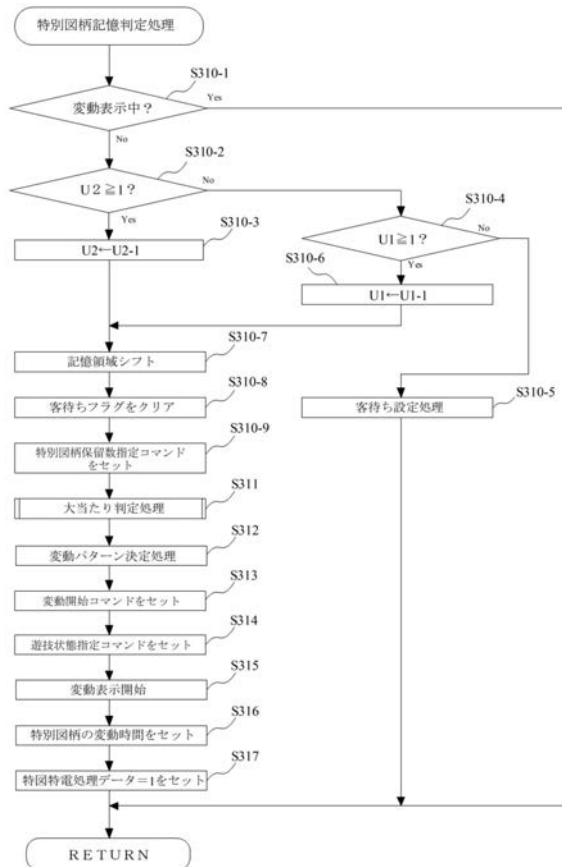 特別図柄記憶判定処理
S310-1
変動表示中？
Yes
No
S310-2
U2≧1？
No
Yes
S310-4
U1≧1？
No
Yes
S310-3
U2←U2-1
S310-6
U1←U1-1
S310-7
記憶領域シフト
S310-8
客待ちフラグをクリア
S310-5
客待ち設定処理
S310-9
特別図柄保留数指定コマンド
をセット
S311
大当たり判定処理
S312
変動パターン決定処理
S313
変動開始コマンドをセット
S314
遊技状態指定コマンドをセット
S315
変動表示開始
S316
特別図柄の変動時間をセット
S317
特図特電処理データ＝1をセット
RETURN